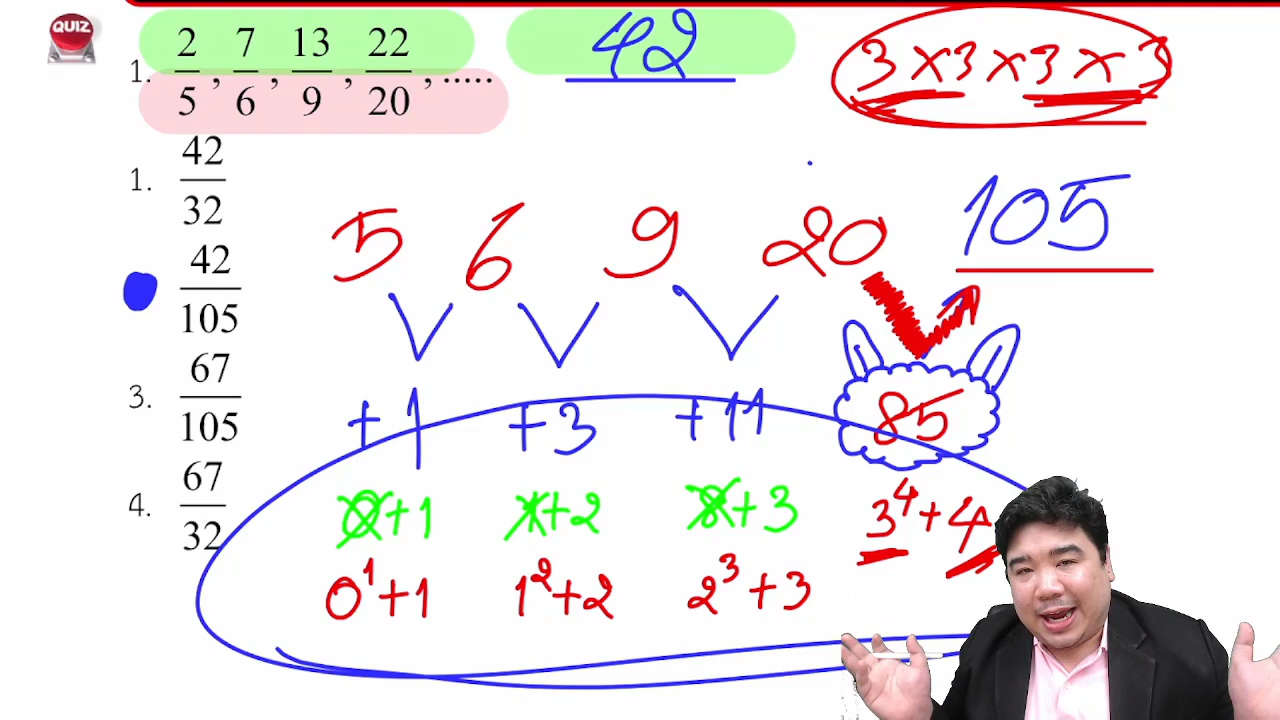 QUIZ
1. 2/5 , 7/6 , 13/9 , 22/20 , .....
42
3 × 3 × 3 × 3
1. 42/32
42/105
3. 67/105
4. 67/32
5 6 9 20 105
+1 +3 +11 85
0+1 1+2 8+3 3⁴+4
0¹+1 1²+2 2³+3